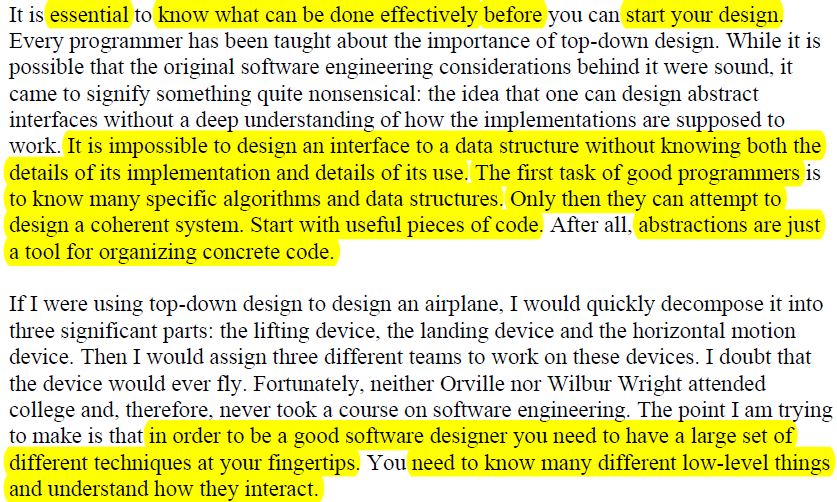 It is essential to know what can be done effectively before you can start your design.
Every programmer has been taught about the importance of top-down design. While it is
possible that the original software engineering considerations behind it were sound, it
came to signify something quite nonsensical: the idea that one can design abstract
interfaces without a deep understanding of how the implementations are supposed to
work. It is impossible to design an interface to a data structure without knowing both the
details of its implementation and details of its use. The first task of good programmers is
to know many specific algorithms and data structures. Only then they can attempt to
design a coherent system. Start with useful pieces of code. After all, abstractions are just
a tool for organizing concrete code.
If I were using top-down design to design an airplane, I would quickly decompose it into
three significant parts: the lifting device, the landing device and the horizontal motion
device. Then I would assign three different teams to work on these devices. I doubt that
the device would ever fly. Fortunately, neither Orville nor Wilbur Wright attended
college and, therefore, never took a course on software engineering. The point I am trying
to make is that in order to be a good software designer you need to have a large set of
different techniques at your fingertips. You need to know many different low-level things
and understand how they interact.